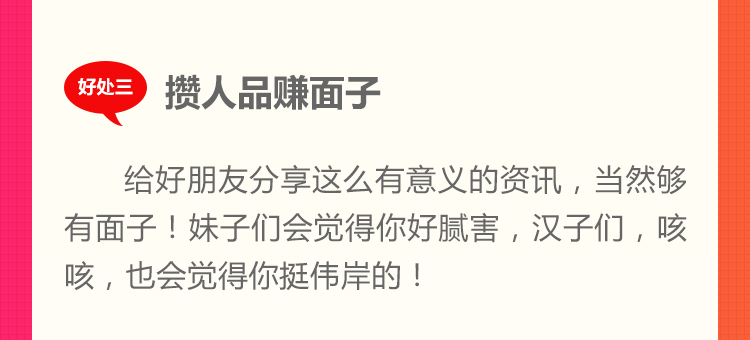 好处三
攒人品赚面子
给好朋友分享这么有意义的资讯，当然够
有面子！妹子们会觉得你好腻害，汉子们，咳
咳，也会觉得你挺伟岸的！